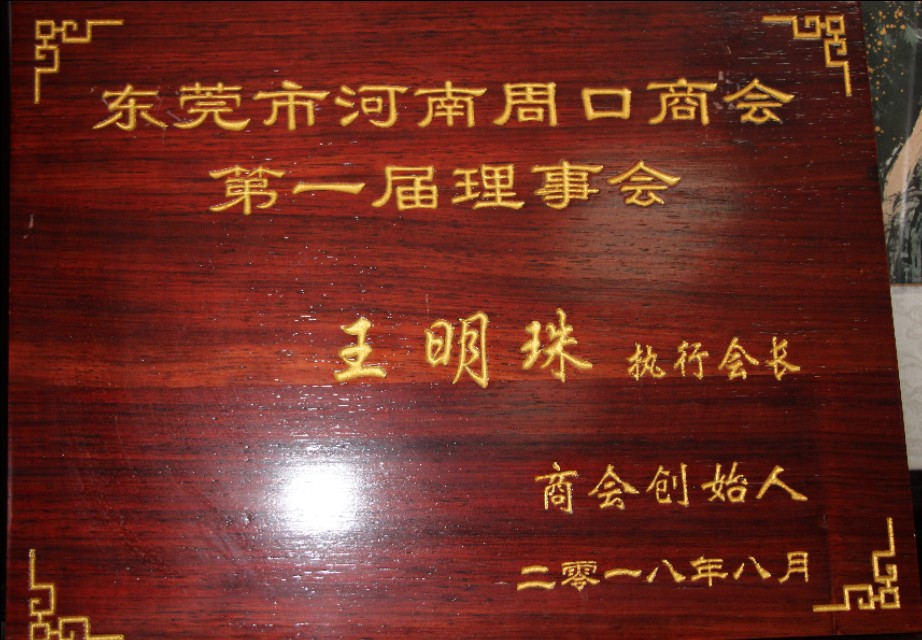 东莞市河南周口商会
第一届理事会
王明珠 执行会长
商会创始人
二零一八年八月